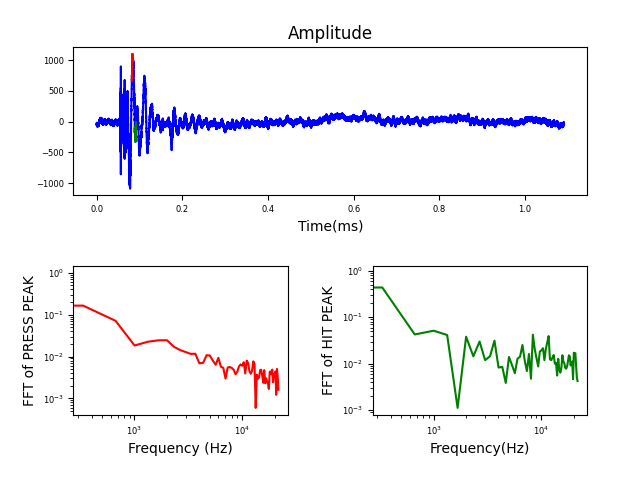 Amplitude
1000
500
0
−500
−1000
0.0 0.2 0.4 0.6 0.8 1.0
Time(ms)
FFT of PRESS PEAK
10⁰
10⁻¹
10⁻²
10⁻³
10³ 10⁴
Frequency (Hz)
FFT of HIT PEAK
10⁰
10⁻¹
10⁻²
10⁻³
10³ 10⁴
Frequency(Hz)